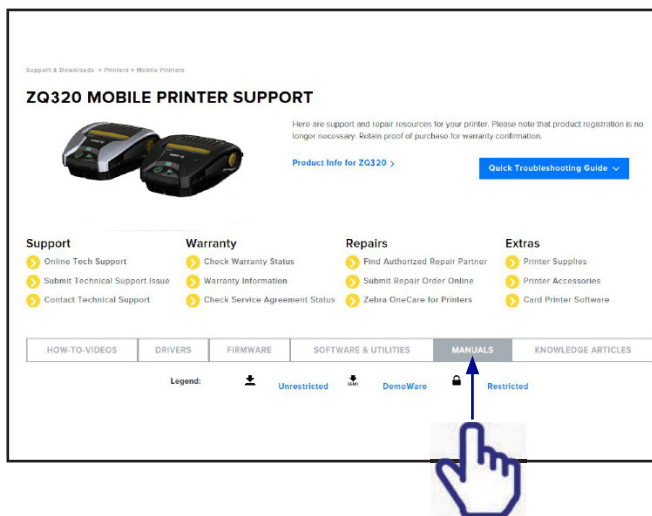 Support & Downloads > Printers > Mobile Printers
ZQ320 MOBILE PRINTER SUPPORT
Here are support and repair resources for your printer. Please note that product registration is no
longer necessary. Retain proof of purchase for warranty confirmation.
Product Info for ZQ320 >
Quick Troubleshooting Guide
Support
Online Tech Support
Submit Technical Support Issue
Contact Technical Support
Warranty
Check Warranty Status
Warranty Information
Check Service Agreement Status
Repairs
Find Authorized Repair Partner
Submit Repair Order Online
Zebra OneCare for Printers
Extras
Printer Supplies
Printer Accessories
Card Printer Software
HOW-TO-VIDEOS DRIVERS FIRMWARE SOFTWARE & UTILITIES MANUALS KNOWLEDGE ARTICLES
Legend: Unrestricted DEMO DemoWare Restricted